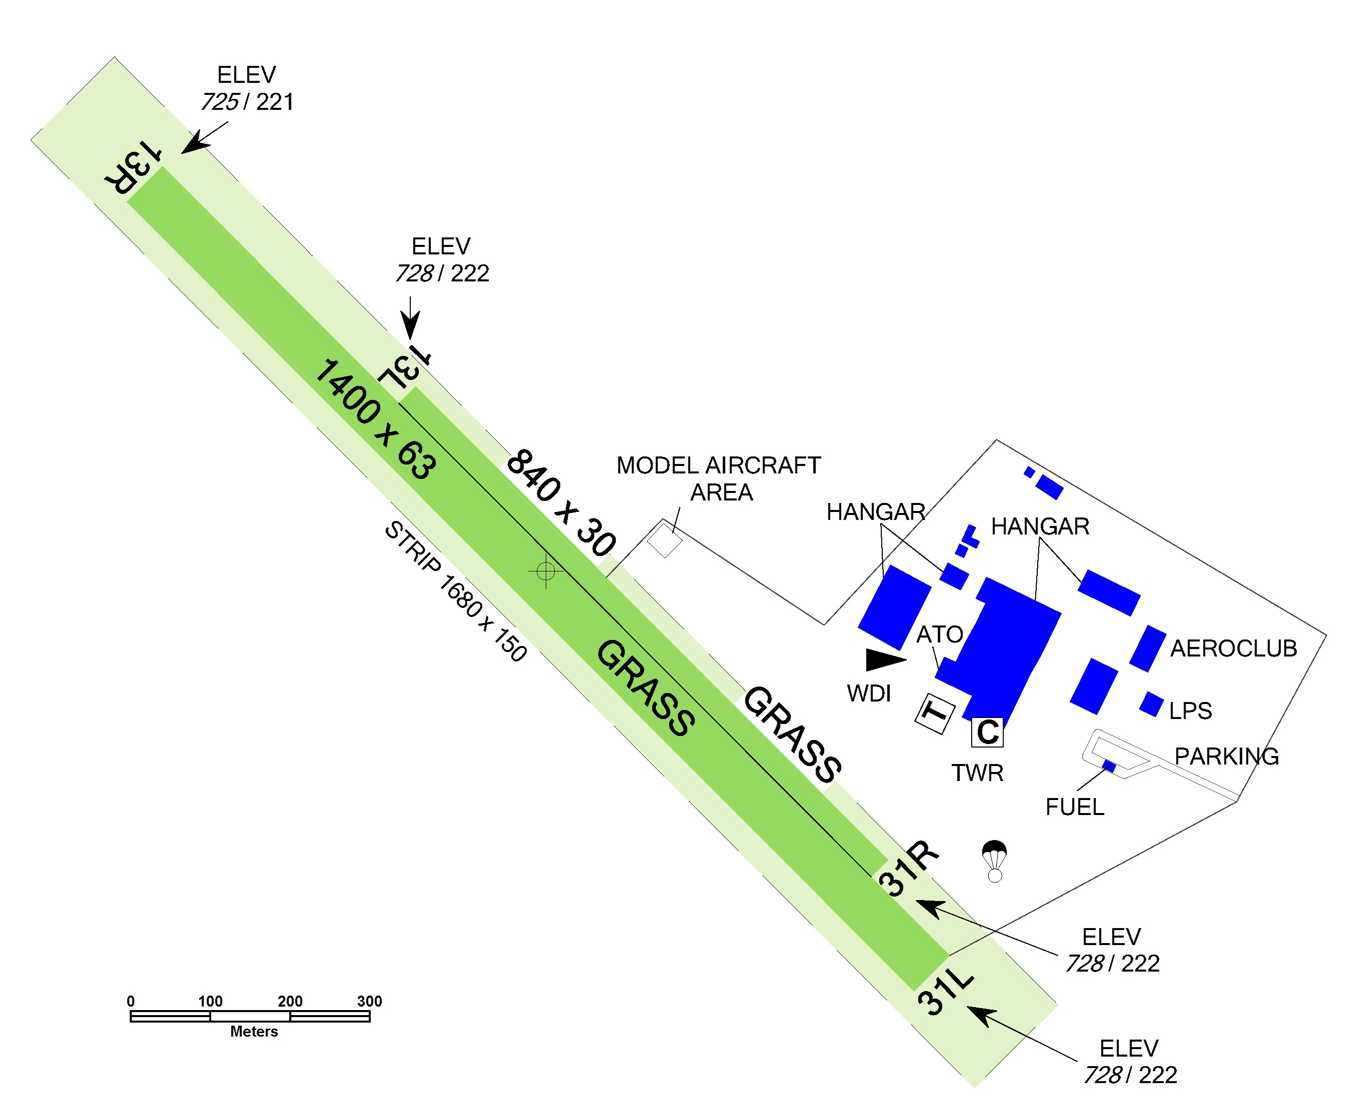 ELEV
725 / 221
13R
ELEV
728 / 222
13L
1400 x 63
840 x 30
STRIP 1680 x 150
MODEL AIRCRAFT
AREA
HANGAR
HANGAR
ATO
AEROCLUB
GRASS
GRASS
WDI
T
LPS
C
TWR
PARKING
FUEL
31R
ELEV
728 / 222
31L
ELEV
728 / 222
0 100 200 300
Meters